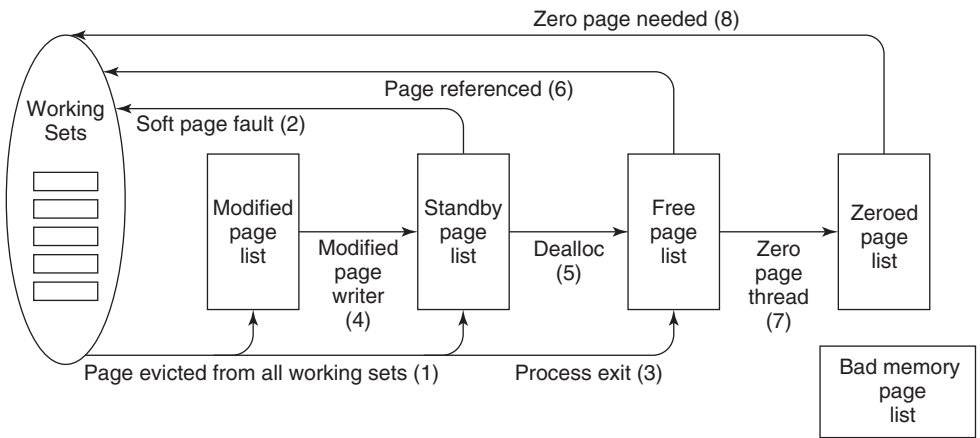 Zero page needed (8)
Page referenced (6)
Soft page fault (2)
Working
Sets
Modified
page
list
Standby
page
list
Free
page
list
Zeroed
page
list
Modified
page
writer
(4)
Dealloc
(5)
Zero
page
thread
(7)
Page evicted from all working sets (1)
Process exit (3)
Bad memory
page
list